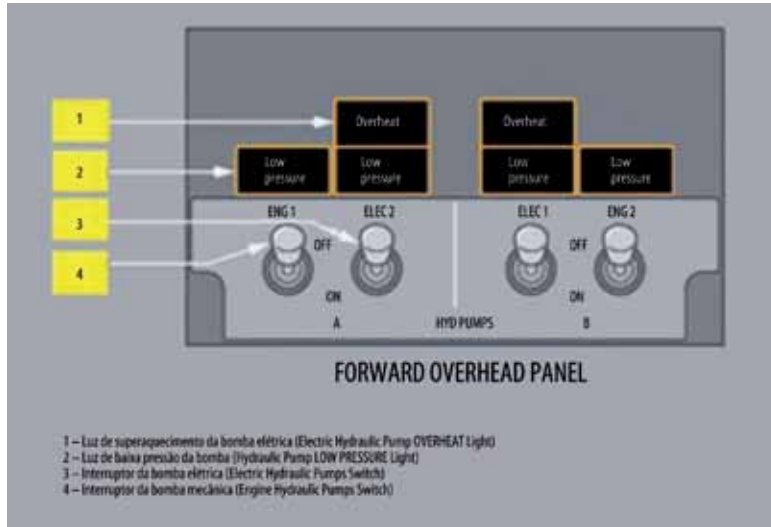 1
Overheat
Overheat
2
Low
pressure
Low
pressure
Low
pressure
Low
pressure
3
ENG 1
ELEC 2
ELEC 1
ENG 2
OFF
OFF
4
ON
ON
A
HYD PUMPS
B
FORWARD OVERHEAD PANEL
1 – Luz de superaquecimento da bomba elétrica (Electric Hydraulic Pump OVERHEAT Light)
2 – Luz de baixa pressão da bomba (Hydraulic Pump LOW PRESSURE Light)
3 – Interruptor da bomba elétrica (Electric Hydraulic Pumps Switch)
4 – Interruptor da bomba mecânica (Engine Hydraulic Pumps Switch)